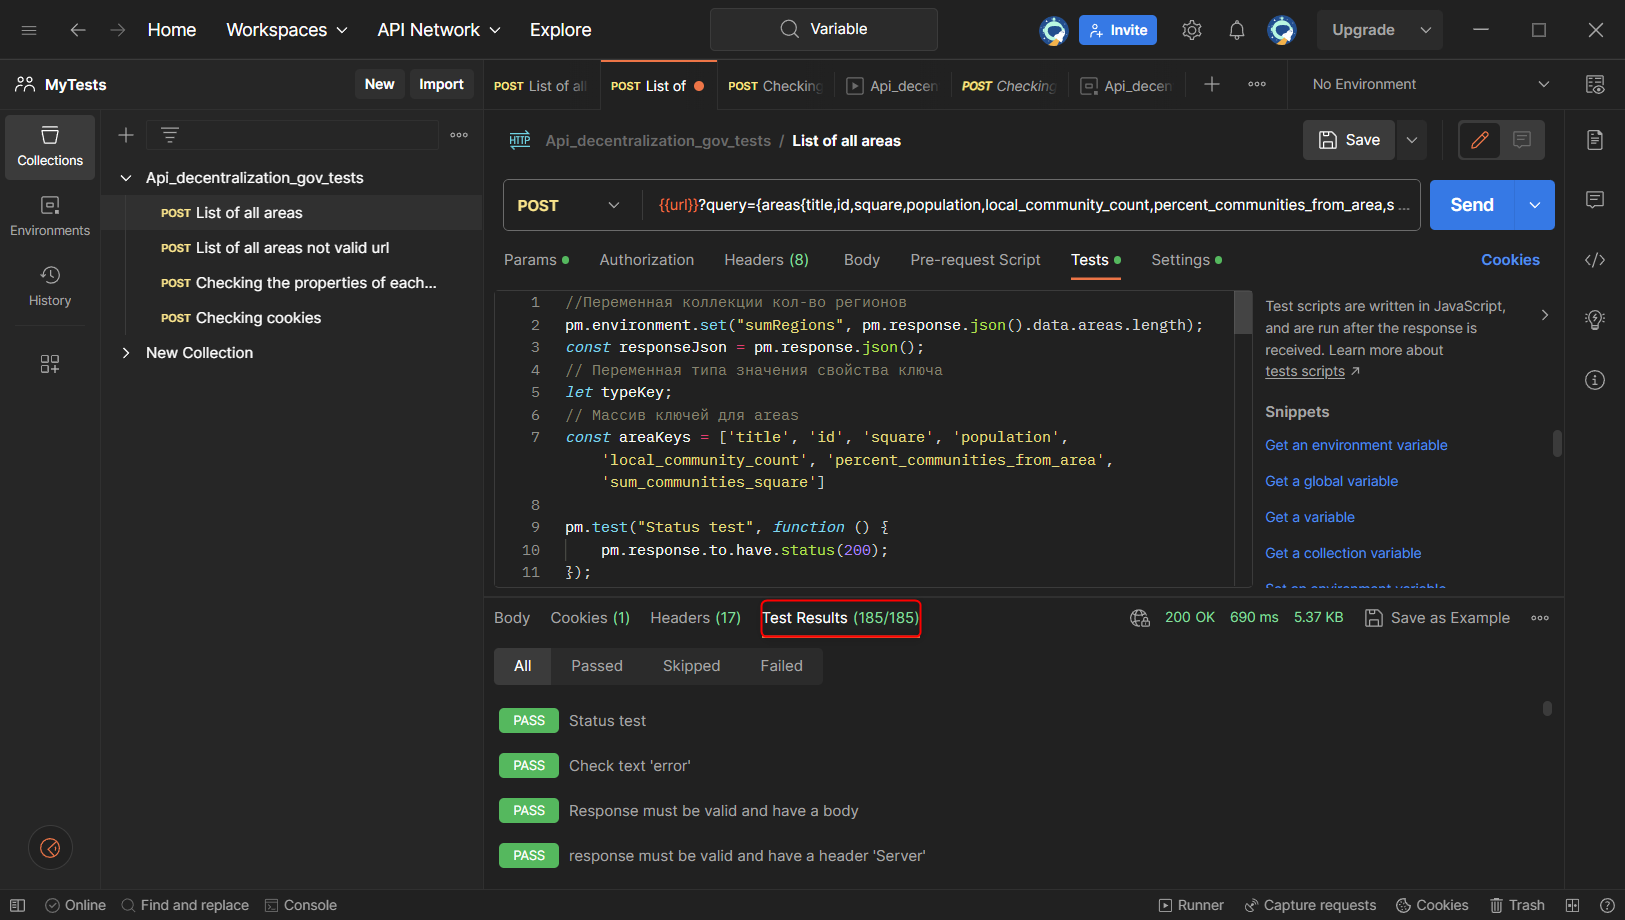 Home Workspaces API Network Explore Variable Invite Upgrade
MyTests New Import
POST List of all POST List of POST Checking Api_decen POST Checking Api_decen No Environment
Collections
Environments
History
Api_decentralization_gov_tests
POST List of all areas
POST List of all areas not valid url
POST Checking the properties of each...
POST Checking cookies
New Collection
HTTP Api_decentralization_gov_tests / List of all areas Save
POST {{url}}?query={areas{title,id,square,population,local_community_count,percent_communities_from_area,s ... Send
Params Authorization Headers (8) Body Pre-request Script Tests Settings Cookies
1 //Переменная коллекции кол-во регионов
2 pm.environment.set("sumRegions", pm.response.json().data.areas.length);
3 const responseJson = pm.response.json();
4 // Переменная типа значения свойства ключа
5 let typeKey;
6 // Массив ключей для areas
7 const areaKeys = ['title', 'id', 'square', 'population',
'local_community_count', 'percent_communities_from_area',
'sum_communities_square']
8
9 pm.test("Status test", function () {
10 pm.response.to.have.status(200);
11 });
Test scripts are written in JavaScript,
and are run after the response is
received. Learn more about
tests scripts ↗
Snippets
Get an environment variable
Get a global variable
Get a variable
Get a collection variable
Set an environment variable
Body Cookies (1) Headers (17) Test Results (185/185) 200 OK 690 ms 5.37 KB Save as Example
All Passed Skipped Failed
PASS Status test
PASS Check text 'error'
PASS Response must be valid and have a body
PASS response must be valid and have a header 'Server'
Online Find and replace Console Runner Capture requests Cookies Trash